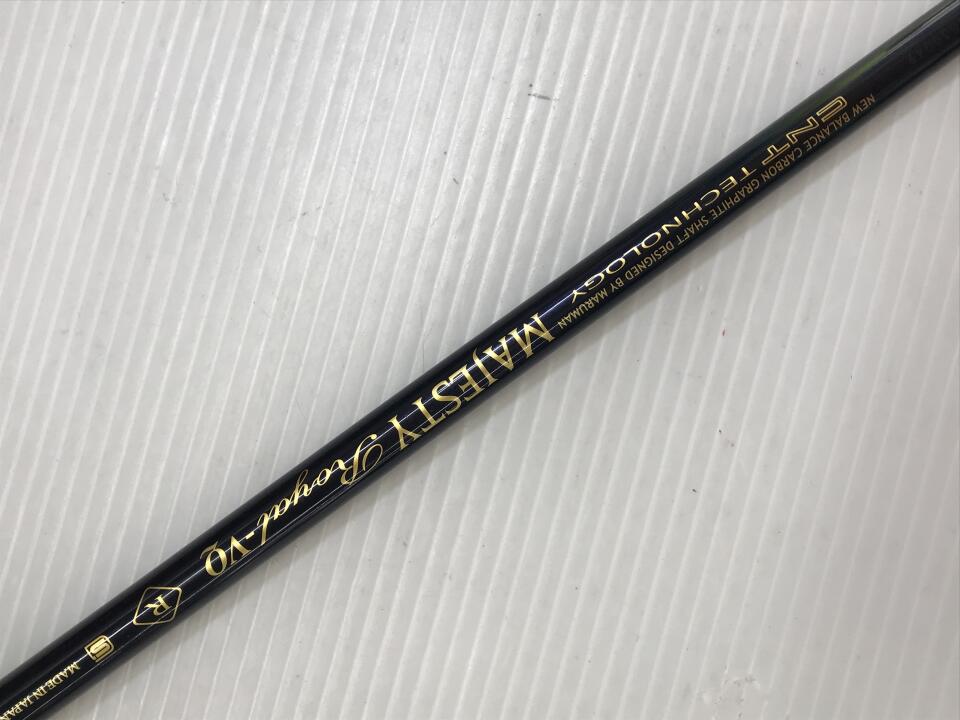 CNT TECHNOLOGY
NEW BALANCE CARBON GRAPHITE SHAFT DESIGNED BY MARUMAN
MAJESTY Royal-VQ
R
S
MADE IN JAPAN